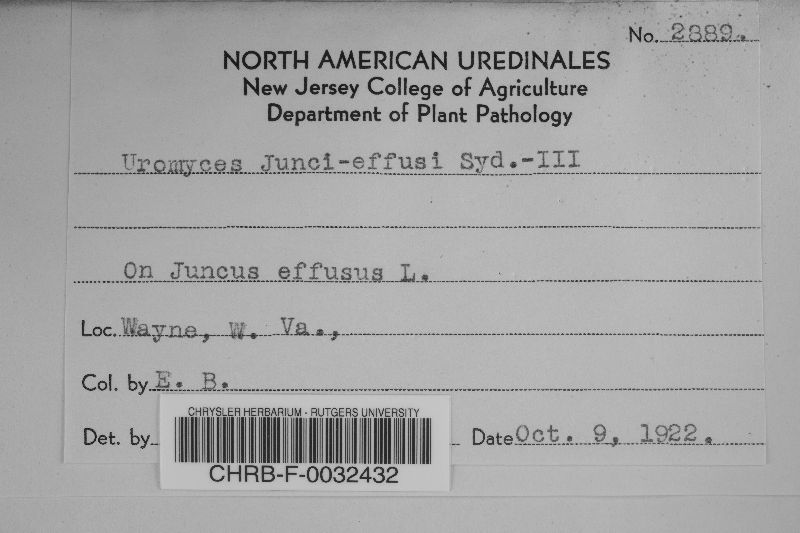 No. 2889.
NORTH AMERICAN UREDINALES
New Jersey College of Agriculture
Department of Plant Pathology
Uromyces Junci-effusi Syd.-III
On Juncus effusus L.
Loc. Wayne, W. Va.,
Col. by E. B.
Det. by
Date Oct. 9, 1922.
CHRYSLER HERBARIUM - RUTGERS UNIVERSITY
CHRB-F-0032432